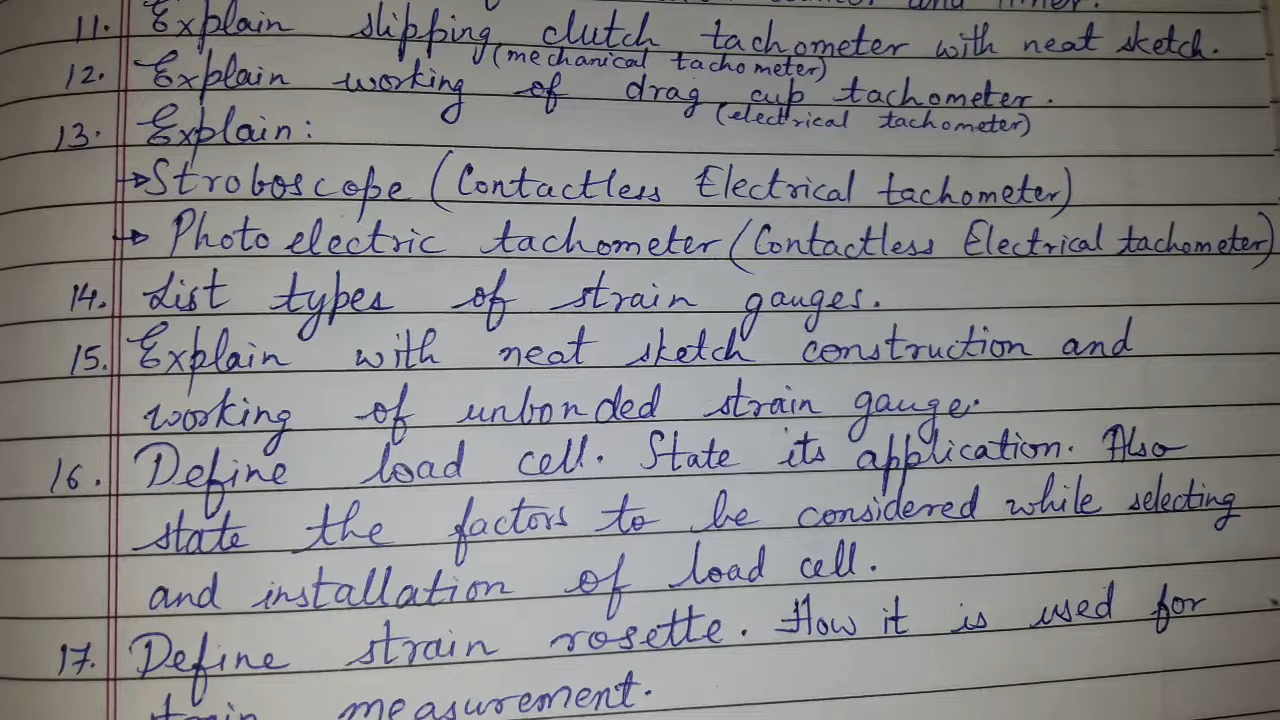 and timer.
11. Explain slipping clutch tachometer with neat sketch.
(mechanical tachometer)
12. Explain working of drag cup tachometer.
(electrical tachometer)
13. Explain:
→ Stroboscope (Contactless Electrical tachometer)
→ Photo electric tachometer (Contactless Electrical tachometer)
14. List types of strain gauges.
15. Explain with neat sketch construction and
working of unbonded strain gauge.
16. Define load cell. State its application. Also
state the factors to be considered while selecting
and installation of load cell.
17. Define strain rosette. How it is used for
measurement.